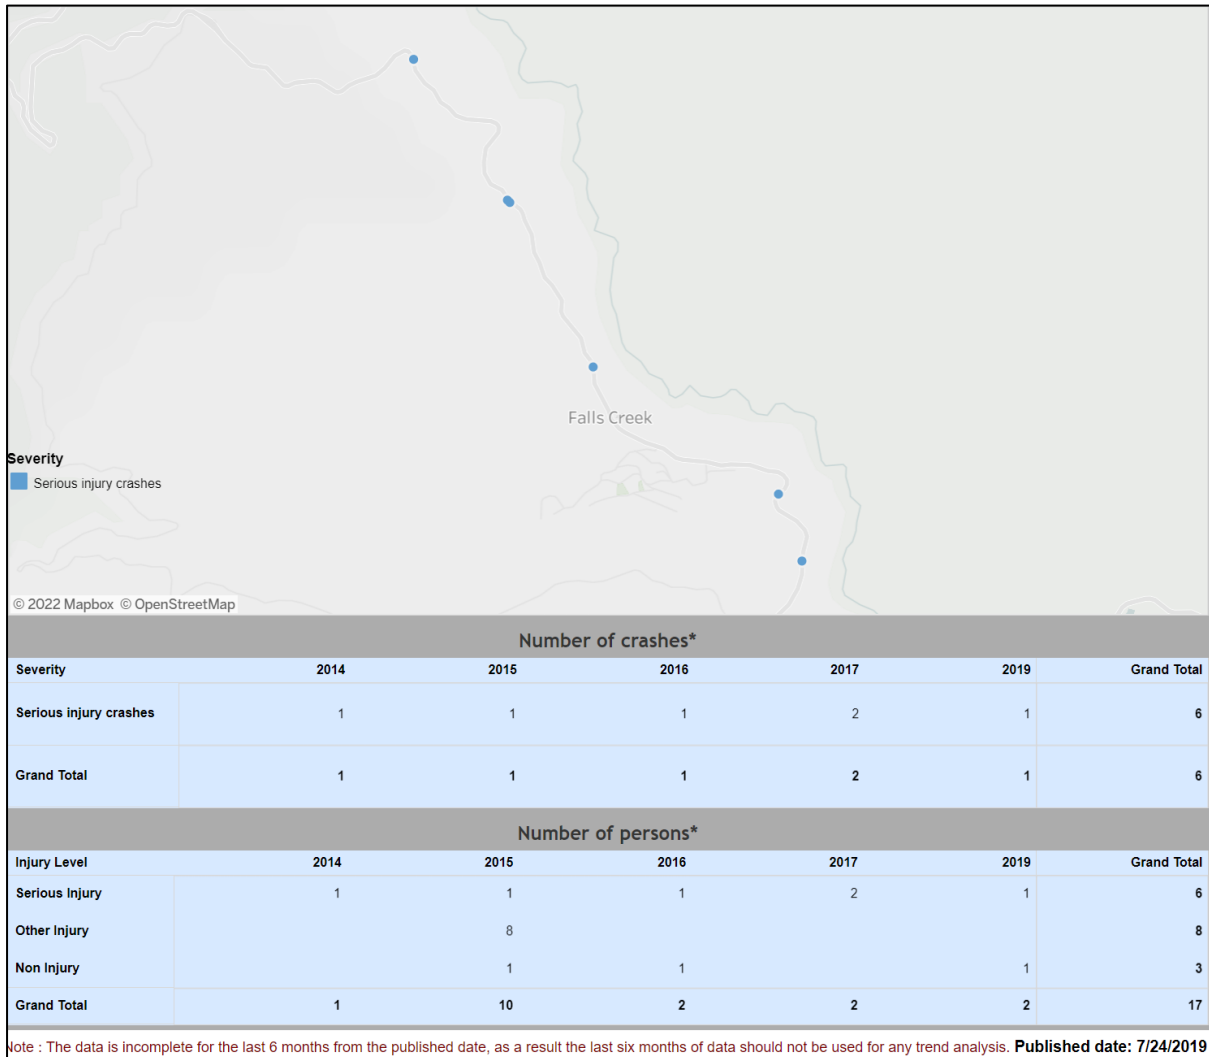 Falls Creek
Severity
Serious injury crashes
© 2022 Mapbox © OpenStreetMap
Number of crashes*
Severity 2014 2015 2016 2017 2019 Grand Total
Serious injury crashes 1 1 1 2 1 6
Grand Total 1 1 1 2 1 6
Number of persons*
Injury Level 2014 2015 2016 2017 2019 Grand Total
Serious Injury 1 1 1 2 1 6
Other Injury 8 8
Non Injury 1 1 1 3
Grand Total 1 10 2 2 2 17
Note : The data is incomplete for the last 6 months from the published date, as a result the last six months of data should not be used for any trend analysis. Published date: 7/24/2019